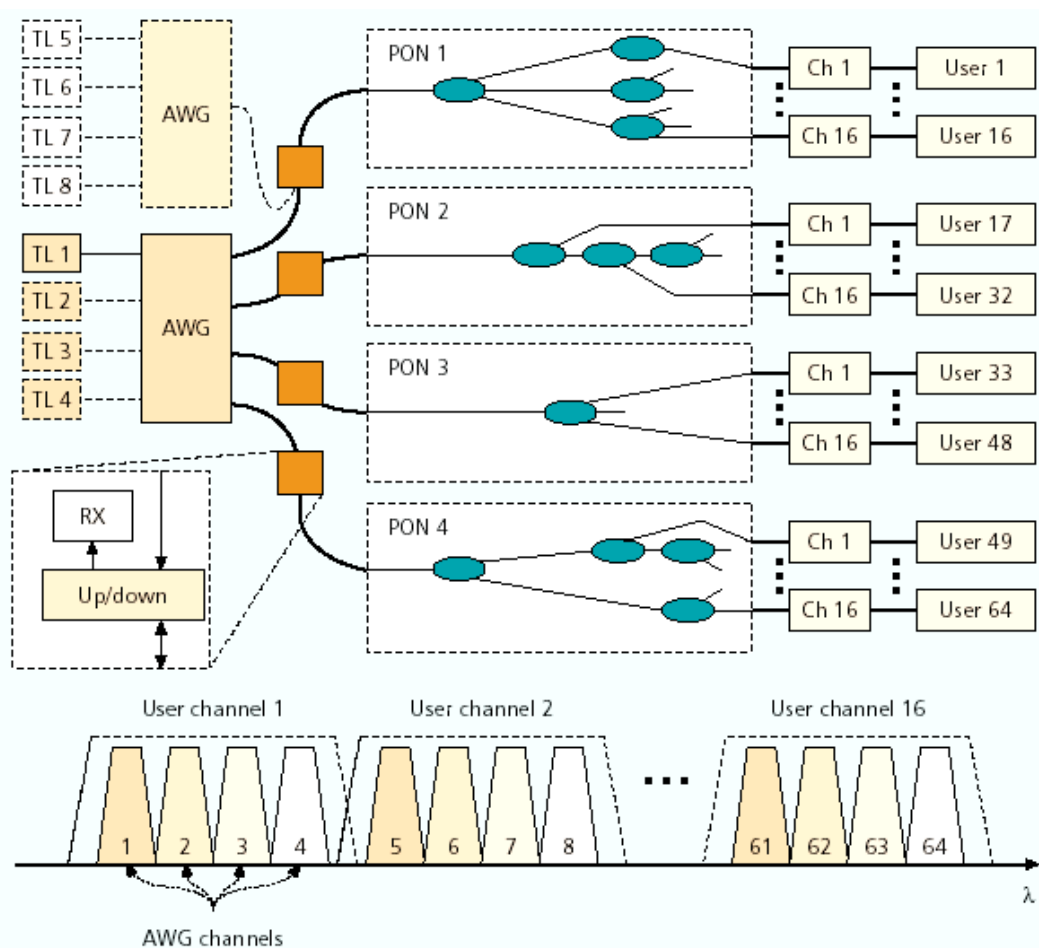 TL 5
TL 6
TL 7
TL 8
AWG
TL 1
TL 2
TL 3
TL 4
AWG
PON 1
Ch 1
User 1
Ch 16
User 16
PON 2
Ch 1
User 17
Ch 16
User 32
PON 3
Ch 1
User 33
Ch 16
User 48
PON 4
Ch 1
User 49
Ch 16
User 64
RX
Up/down
User channel 1
User channel 2
User channel 16
1 2 3 4 5 6 7 8 61 62 63 64
λ
AWG channels